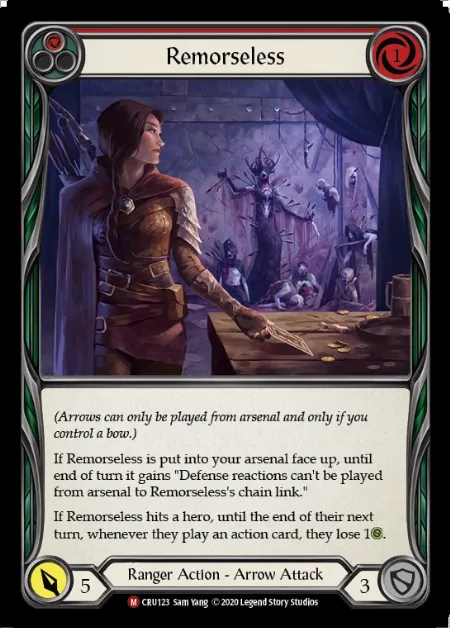 Remorseless
1
(Arrows can only be played from arsenal and only if you
control a bow.)
If Remorseless is put into your arsenal face up, until
end of turn it gains "Defense reactions can't be played
from arsenal to Remorseless's chain link."
If Remorseless hits a hero, until the end of their next
turn, whenever they play an action card, they lose 1.
5
Ranger Action - Arrow Attack
3
M CRU123 Sam Yang © 2020 Legend Story Studios